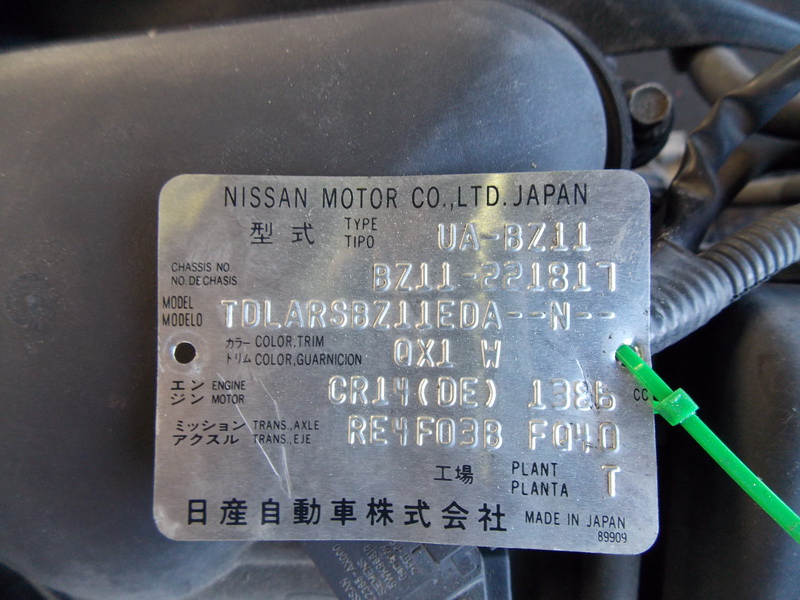 NISSAN MOTOR CO.,LTD. JAPAN
型式 TYPE TIPO UA-BZ11
CHASSIS NO. NO DE CHASIS BZ11-221817
MODEL MODELO TDLARSBZ11EDA--N--
カラー COLOR,TRIM トリム COLOR,GUARNICION QX1 W
エンジン ENGINE MOTOR CR14(DE) 1386 CC
ミッション TRANS.,AXLE アクスル TRANS.,EJE RE4F03B FQ40
工場 PLANT PLANTA T
日産自動車株式会社 MADE IN JAPAN
89909